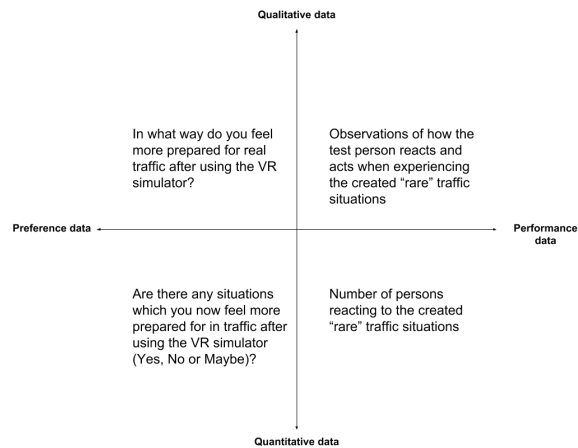 Qualitative data
In what way do you feel
more prepared for real
traffic after using the VR
simulator?
Observations of how the
test person reacts and
acts when experiencing
the created “rare” traffic
situations
Preference data
Performance
data
Are there any situations
which you now feel more
prepared for in traffic after
using the VR simulator
(Yes, No or Maybe)?
Number of persons
reacting to the created
“rare” traffic situations
Quantitative data